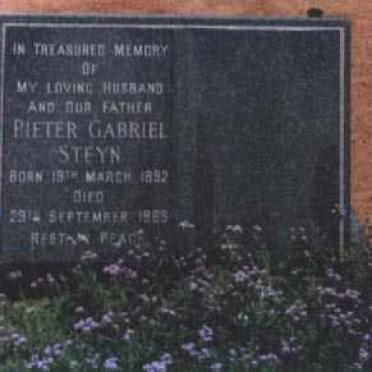 IN TREASURED MEMORY
OF
MY LOVING HUSBAND
AND OUR FATHER
PIETER GABRIEL
STEYN
BORN 19TH MARCH 1892
DIED
29TH SEPTEMBER
REST IN PEACE